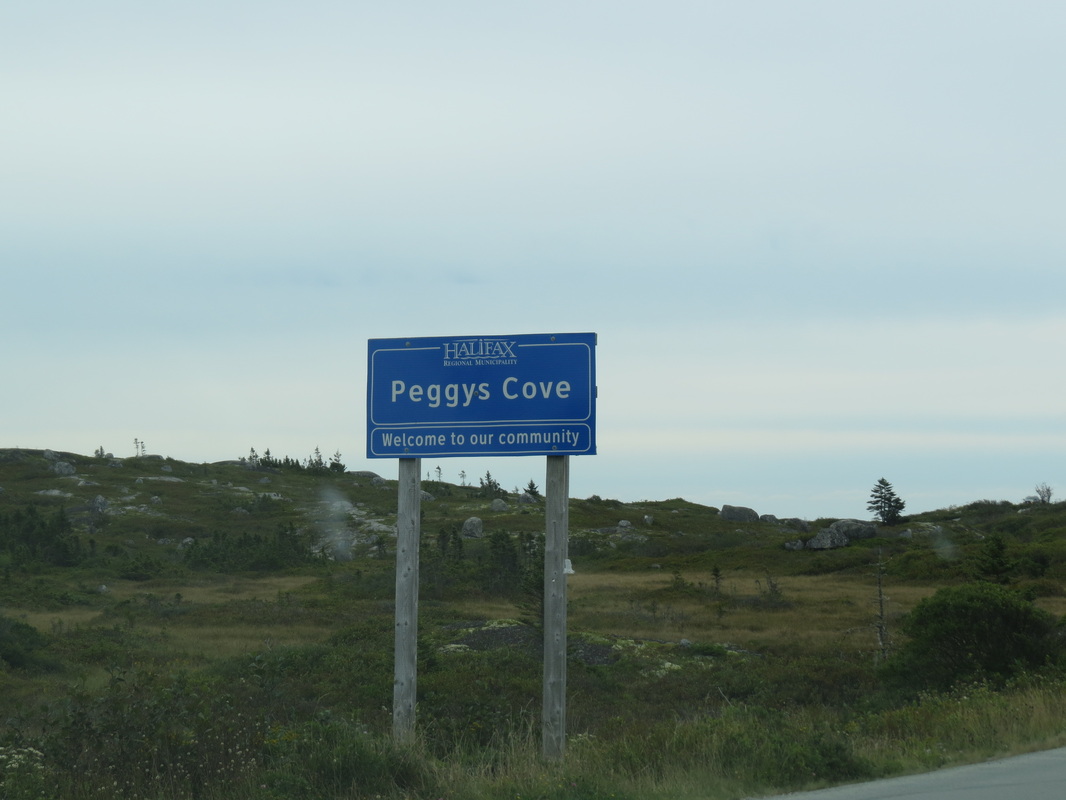 HALIFAX
REGIONAL MUNICIPALITY
Peggys Cove
Welcome to our community